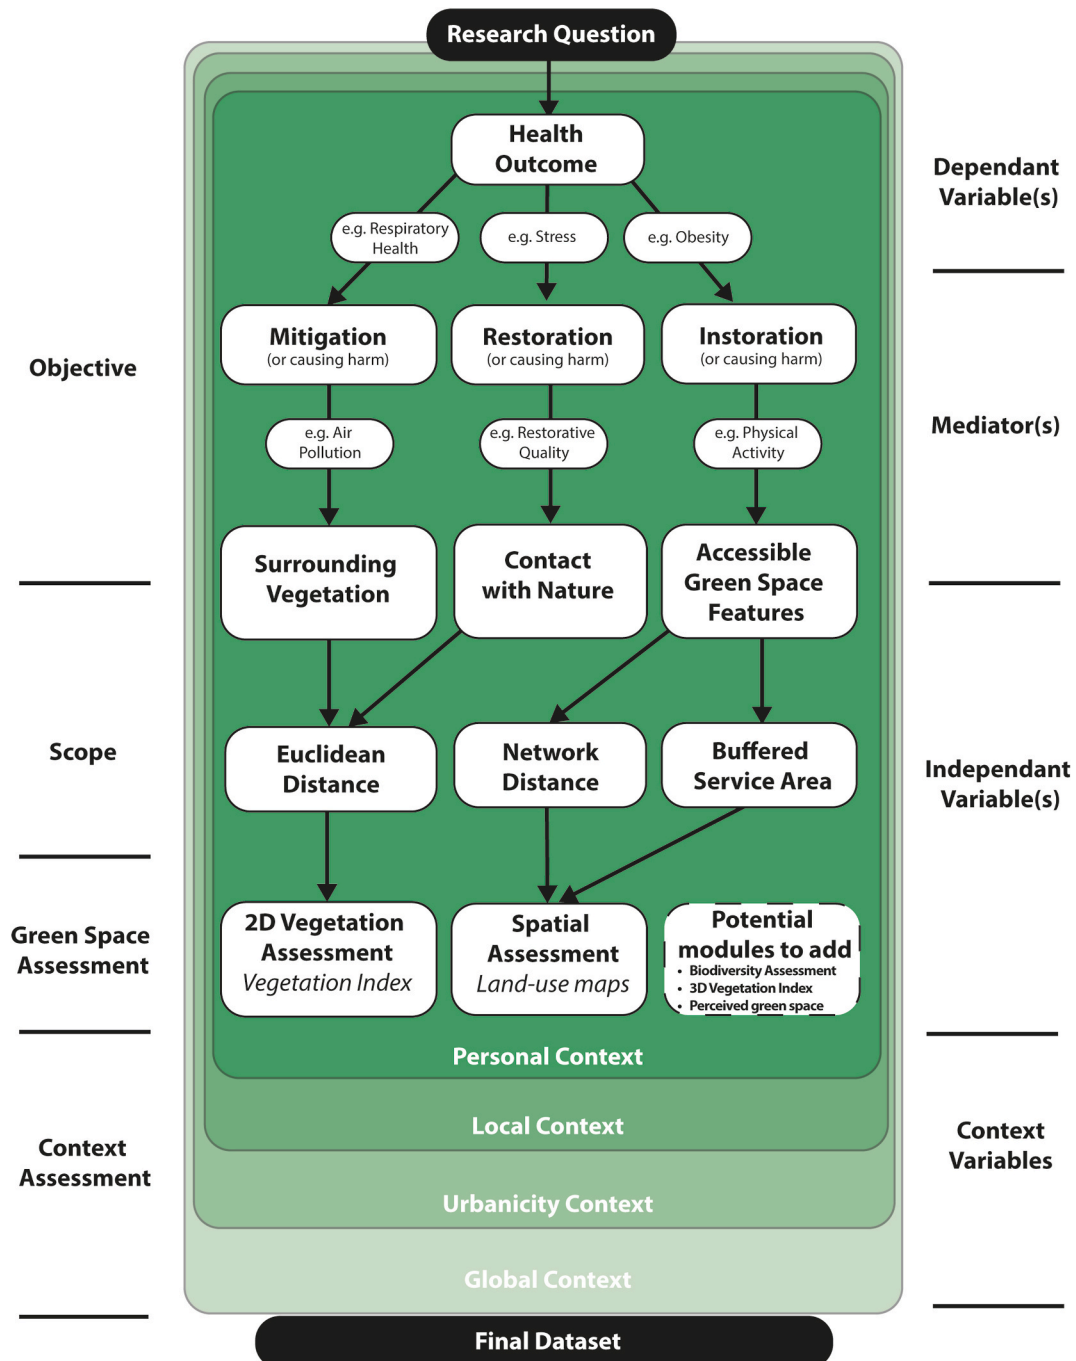 Research Question
Health
Outcome
Dependant
Variable(s)
e.g. Respiratory
Health
e.g. Stress
e.g. Obesity
Objective
Mitigation
(or causing harm)
Restoration
(or causing harm)
Instoration
(or causing harm)
Mediator(s)
e.g. Air
Pollution
e.g. Restorative
Quality
e.g. Physical
Activity
Surrounding
Vegetation
Contact
with Nature
Accessible
Green Space
Features
Scope
Euclidean
Distance
Network
Distance
Buffered
Service Area
Independant
Variable(s)
Green Space
Assessment
2D Vegetation
Assessment
Vegetation Index
Spatial
Assessment
Land-use maps
Potential
modules to add
• Biodiversity Assessment
• 3D Vegetation Index
• Perceived green space
Personal Context
Local Context
Context
Assessment
Context
Variables
Urbanicity Context
Global Context
Final Dataset